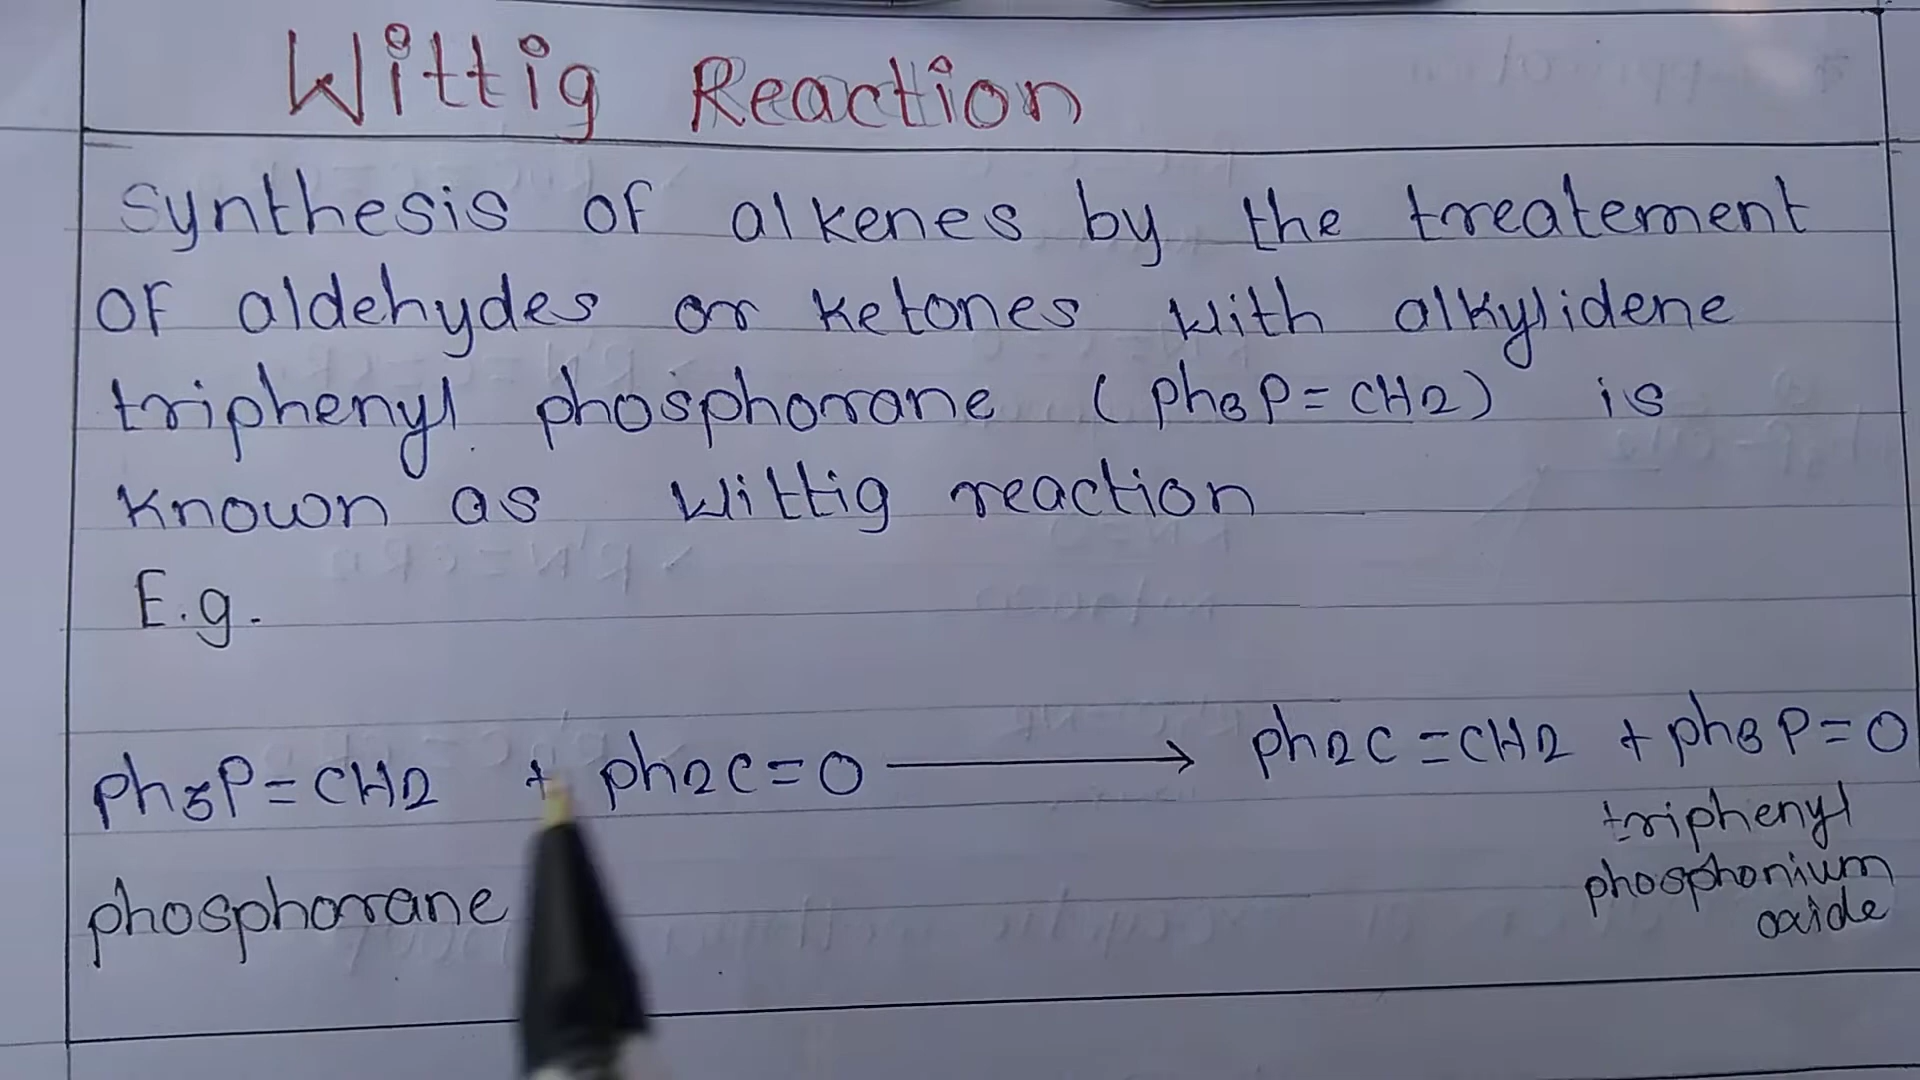 Wittig Reaction
synthesis of alkenes by the treatement
of aldehydes or ketones with alkylidene
triphenyl phosphorane (Ph3P=CH2) is
known as Wittig reaction
E.g.
Ph3P=CH2 + Ph2C=O → Ph2C=CH2 + Ph3P=O
phosphorane
triphenyl
phosphonium
oxide